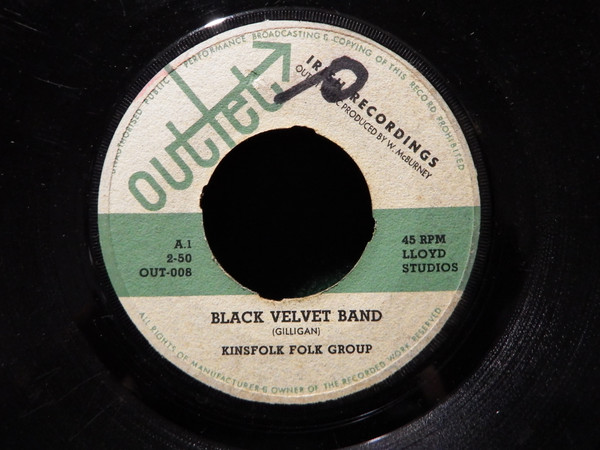 UNAUTHORISED PUBLIC PERFORMANCE BROADCASTING & COPYING OF THIS RECORD PROHIBITED
outlet
RECORDINGS
PRODUCED BY W. McBURNEY
A.1
2-50
OUT-008
45 RPM
LLOYD
STUDIOS
BLACK VELVET BAND
(GILLIGAN)
KINSFOLK FOLK GROUP
ALL RIGHTS OF MANUFACTURER & OWNER OF THE RECORDED WORK RESERVED